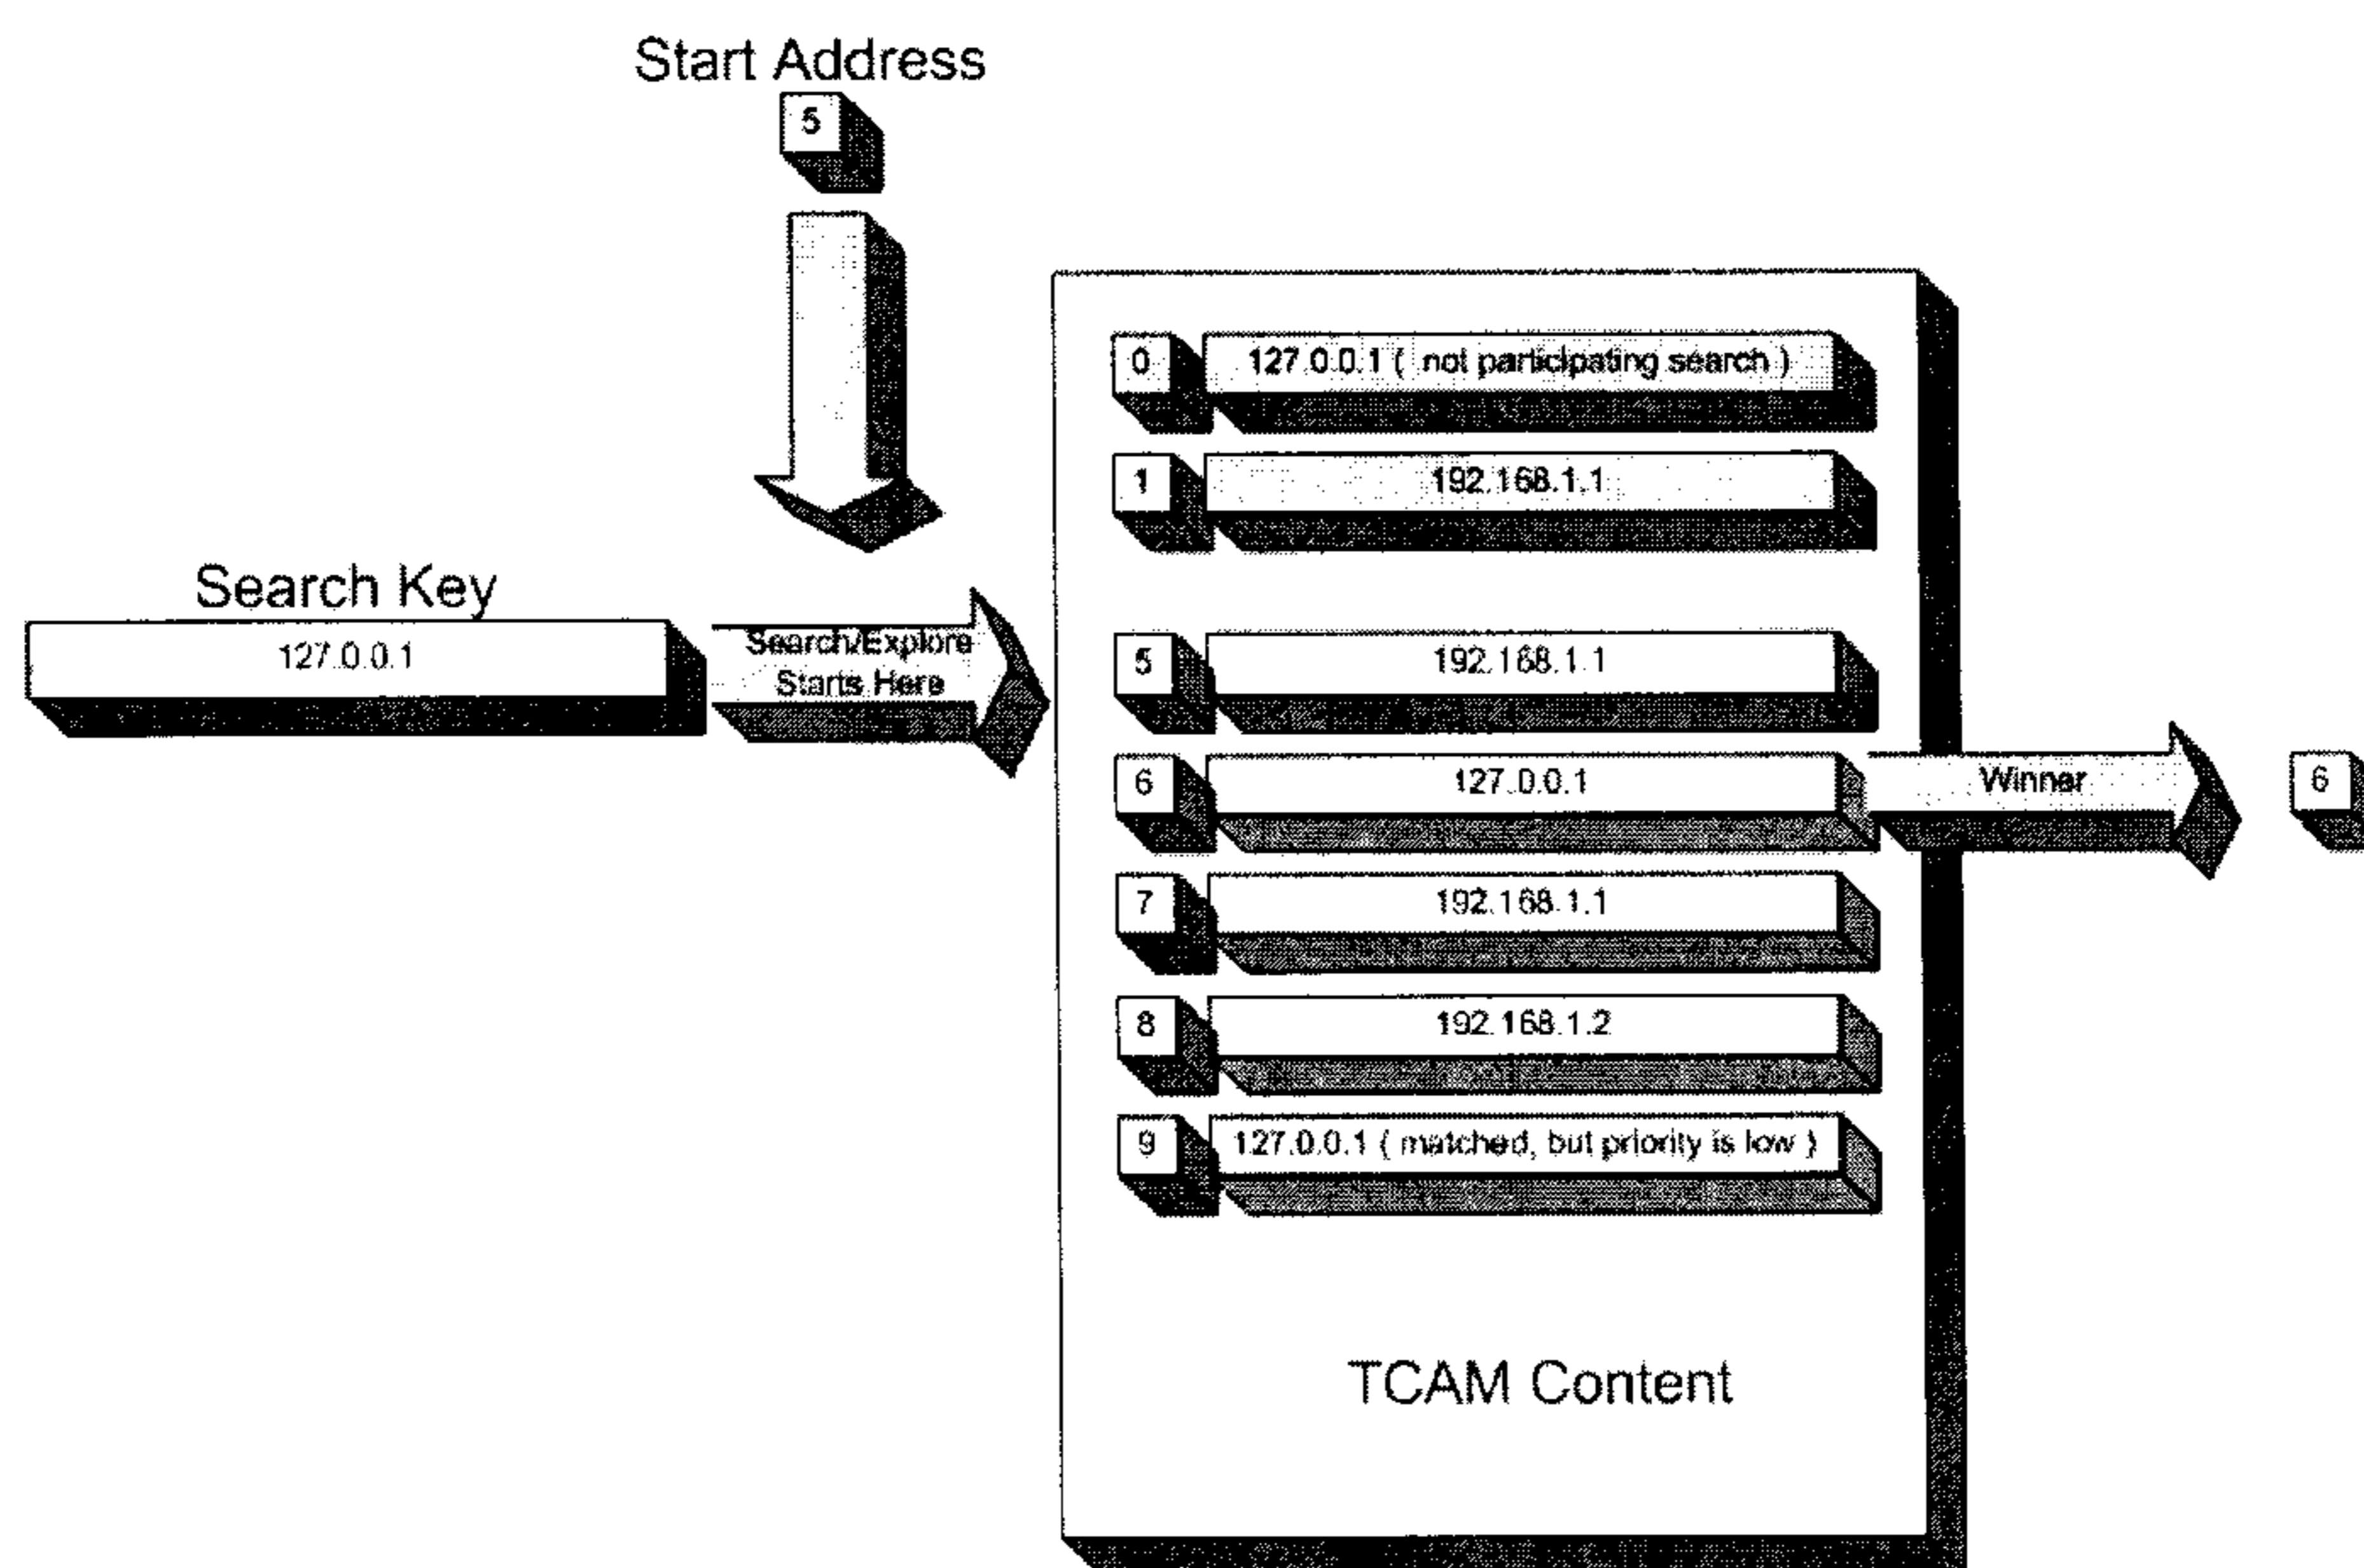 Start Address
5
Search Key
127.0.0.1
Search/Explore
Starts Here
0
127.0.0.1 ( not participating search )
1
192.168.1.1
5
192.168.1.1
6
127.0.0.1
Winner
6
7
192.168.1.1
8
192.168.1.2
9
127.0.0.1 ( matched, but priority is low )
TCAM Content